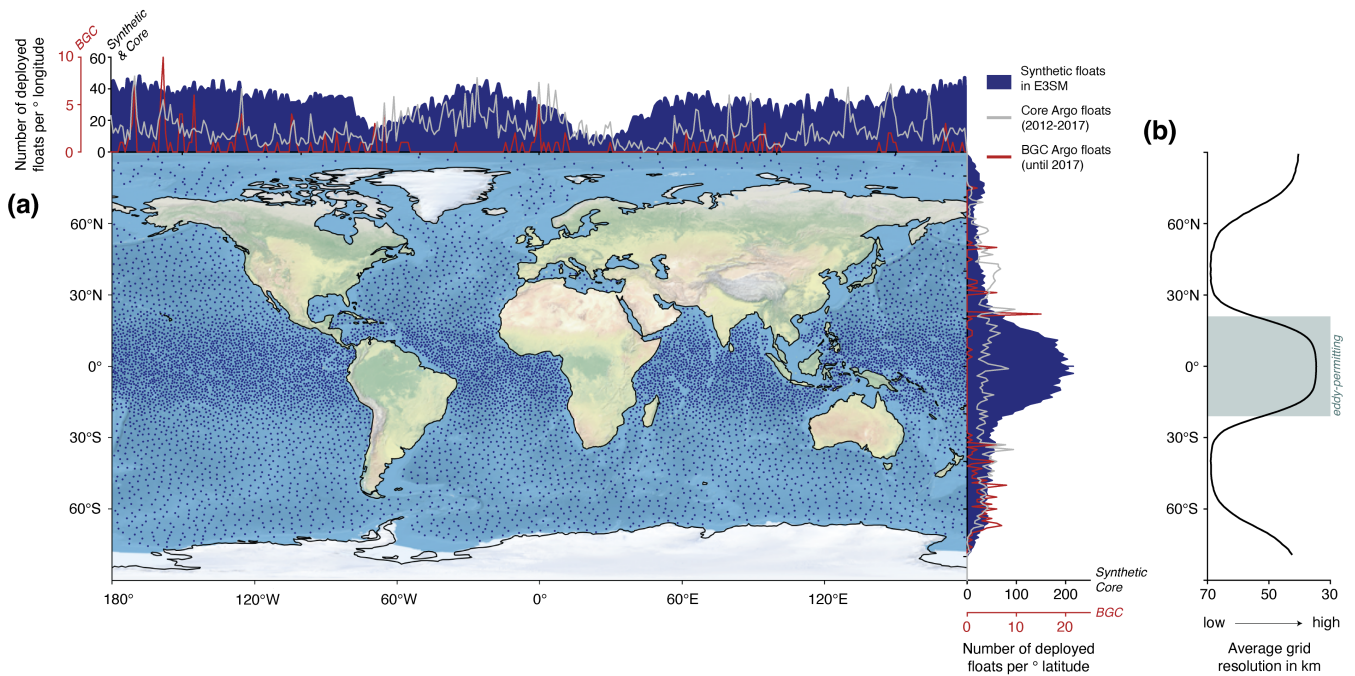 Number of deployed
floats per ° longitude
BGC
Synthetic
& Core
10
5
0
60
40
20
0
Synthetic floats
in E3SM
Core Argo floats
(2012-2017)
BGC Argo floats
(until 2017)
(a)
60°N
30°N
0°
30°S
60°S
180°
120°W
60°W
0°
60°E
120°E
0
100
200
Synthetic
Core
BGC
0
10
20
Number of deployed
floats per ° latitude
(b)
60°N
30°N
0°
30°S
60°S
eddy-permitting
70
50
30
low
high
Average grid
resolution in km